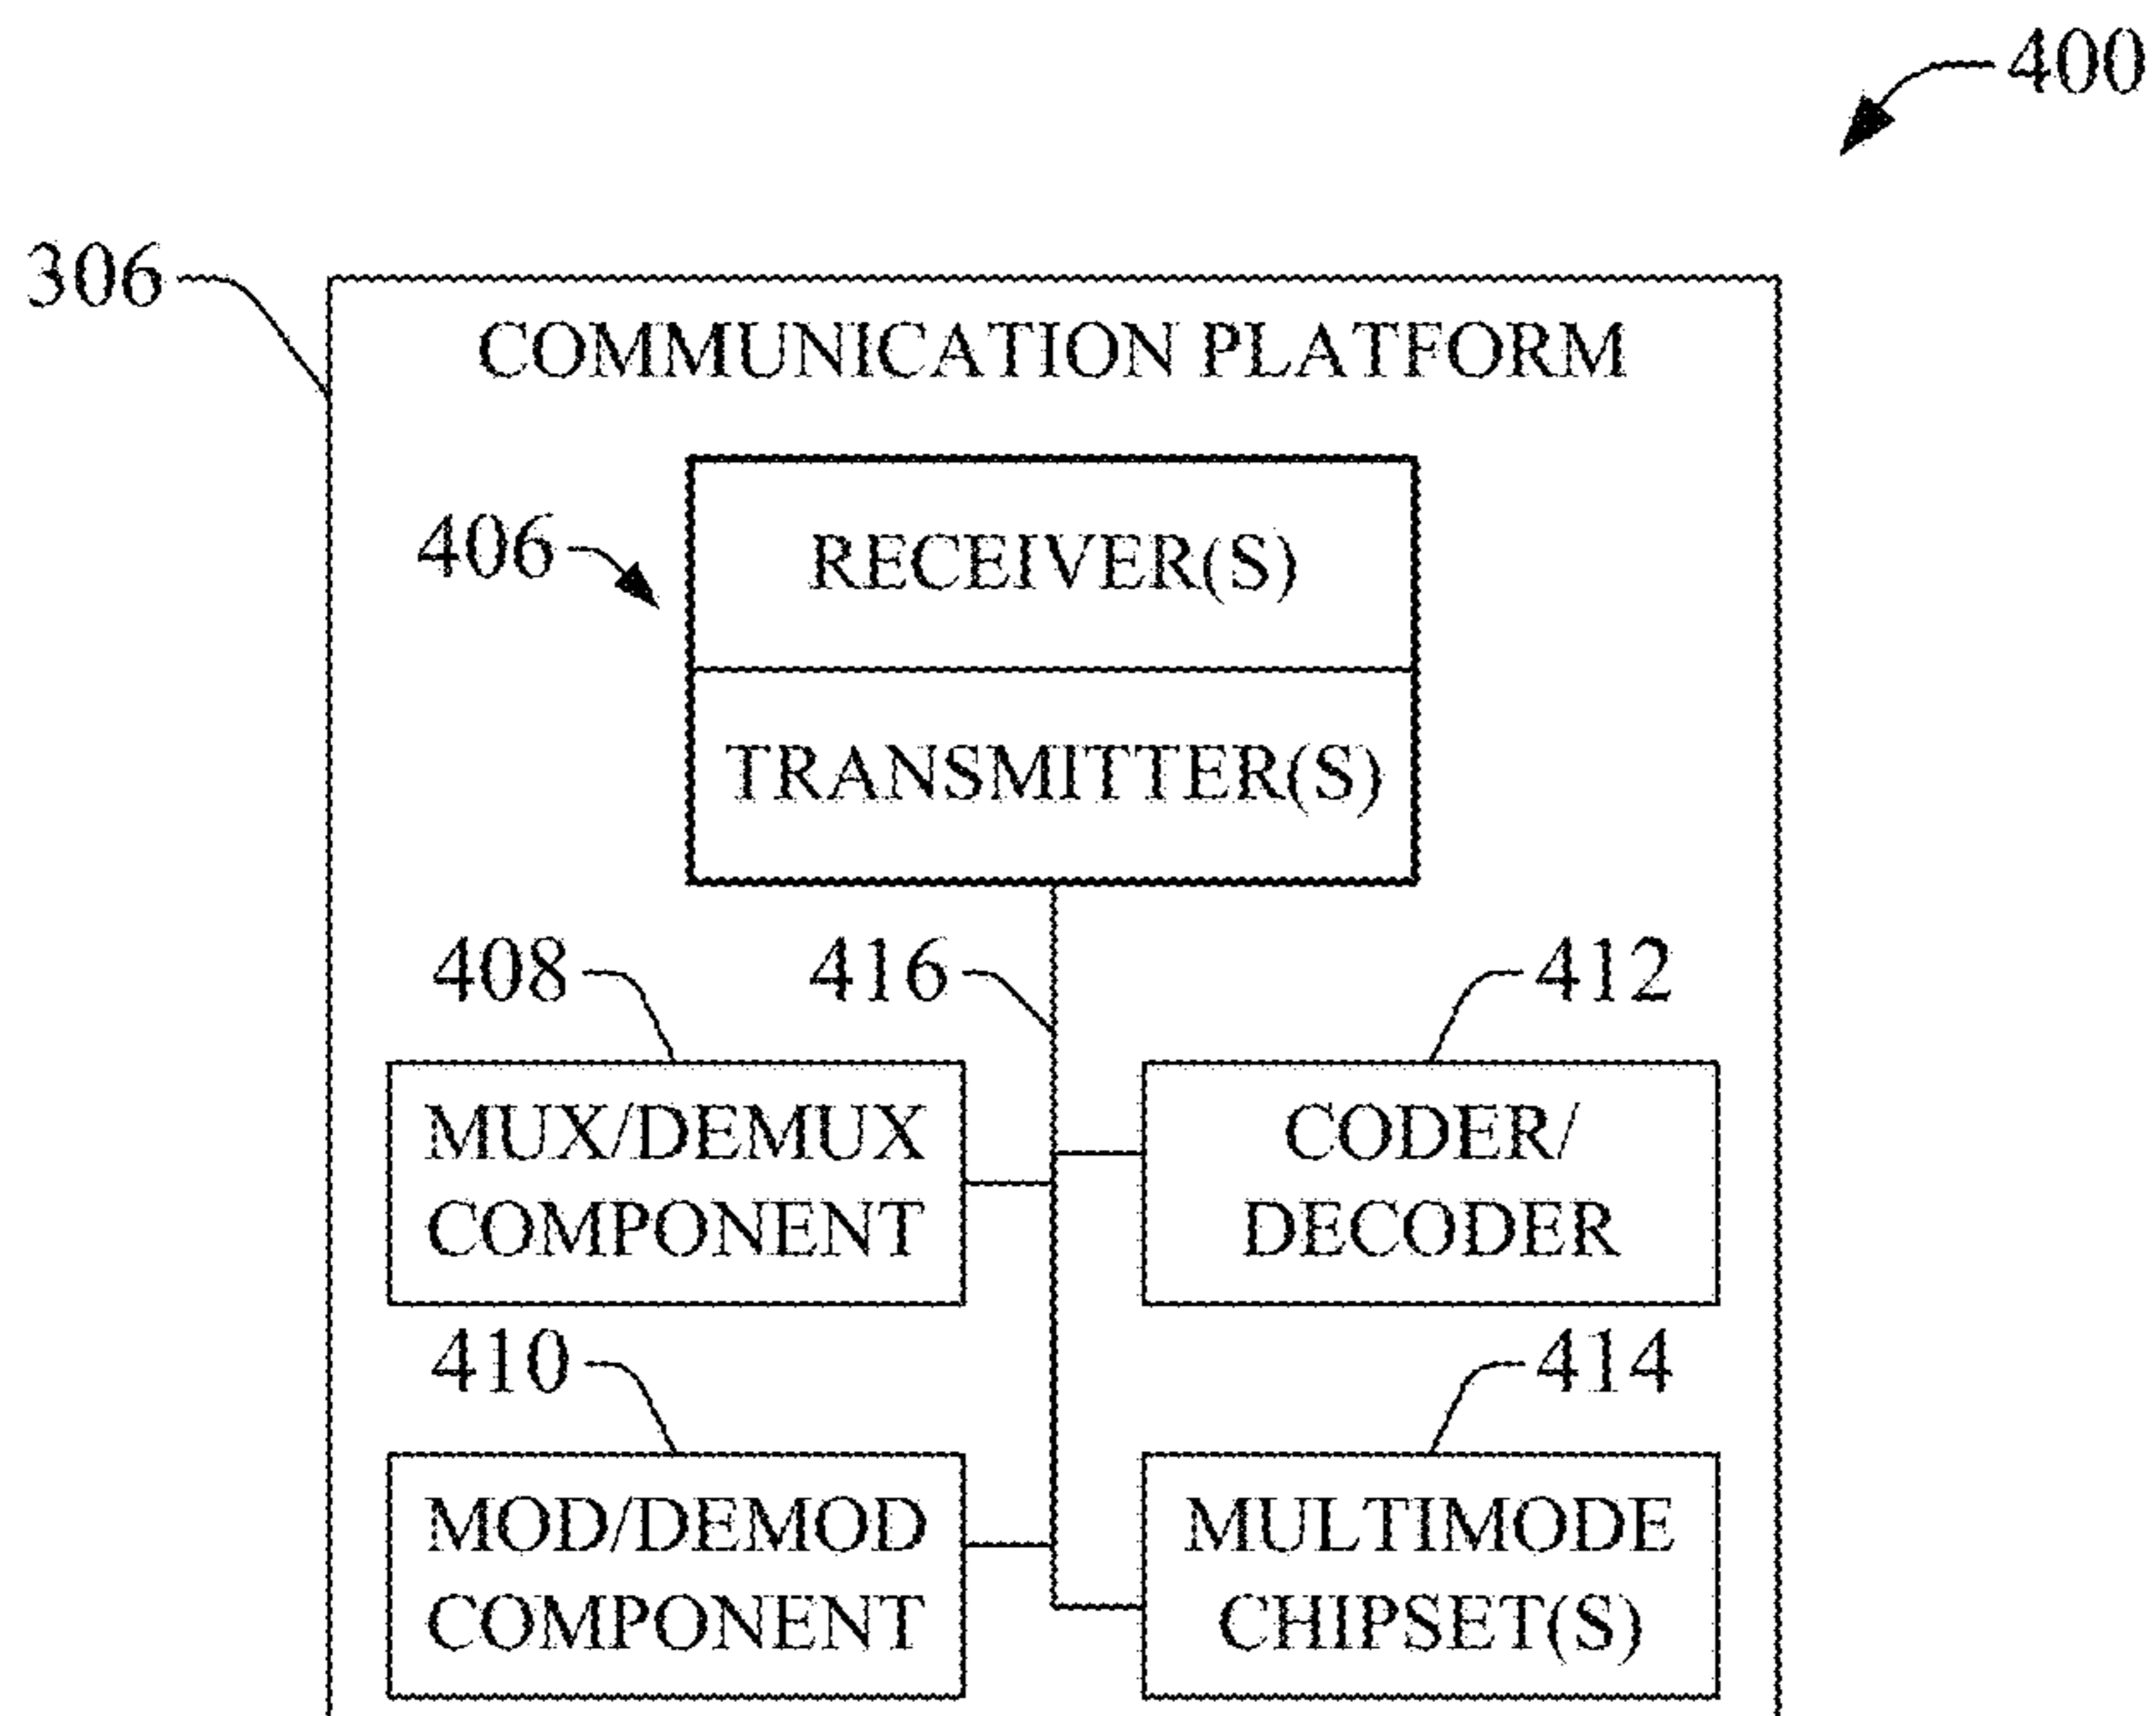 400
306
COMMUNICATION PLATFORM
406
RECEIVER(S)
TRANSMITTER(S)
408
416
412
MUX/DEMUX
COMPONENT
CODER/
DECODER
410
414
MOD/DEMOD
COMPONENT
MULTIMODE
CHIPSET(S)